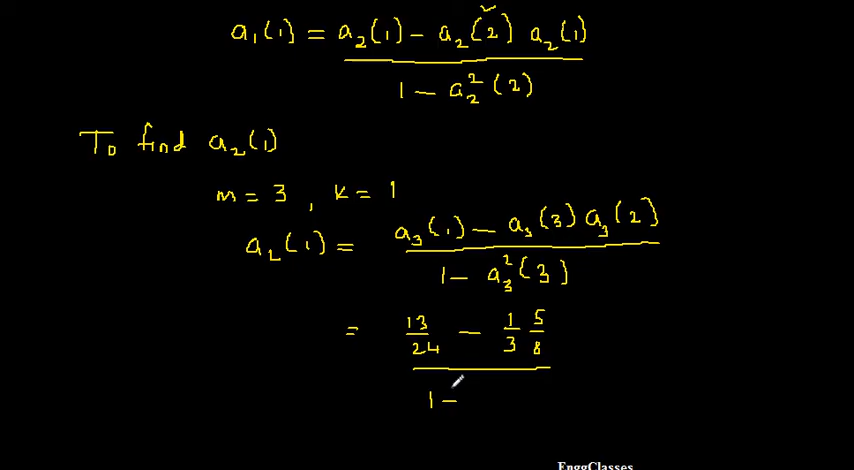 a₁(1) = (a₂(1) - a₂(2) a₂(1)) / (1 - a₂²(2))
To find a₂(1)
m = 3, k = 1
a₂(1) = (a₃(1) - a₃(3) a₃(2)) / (1 - a₃²(3))
= (13/24 - 1/3 5/8) / (1 -
EnggClasses